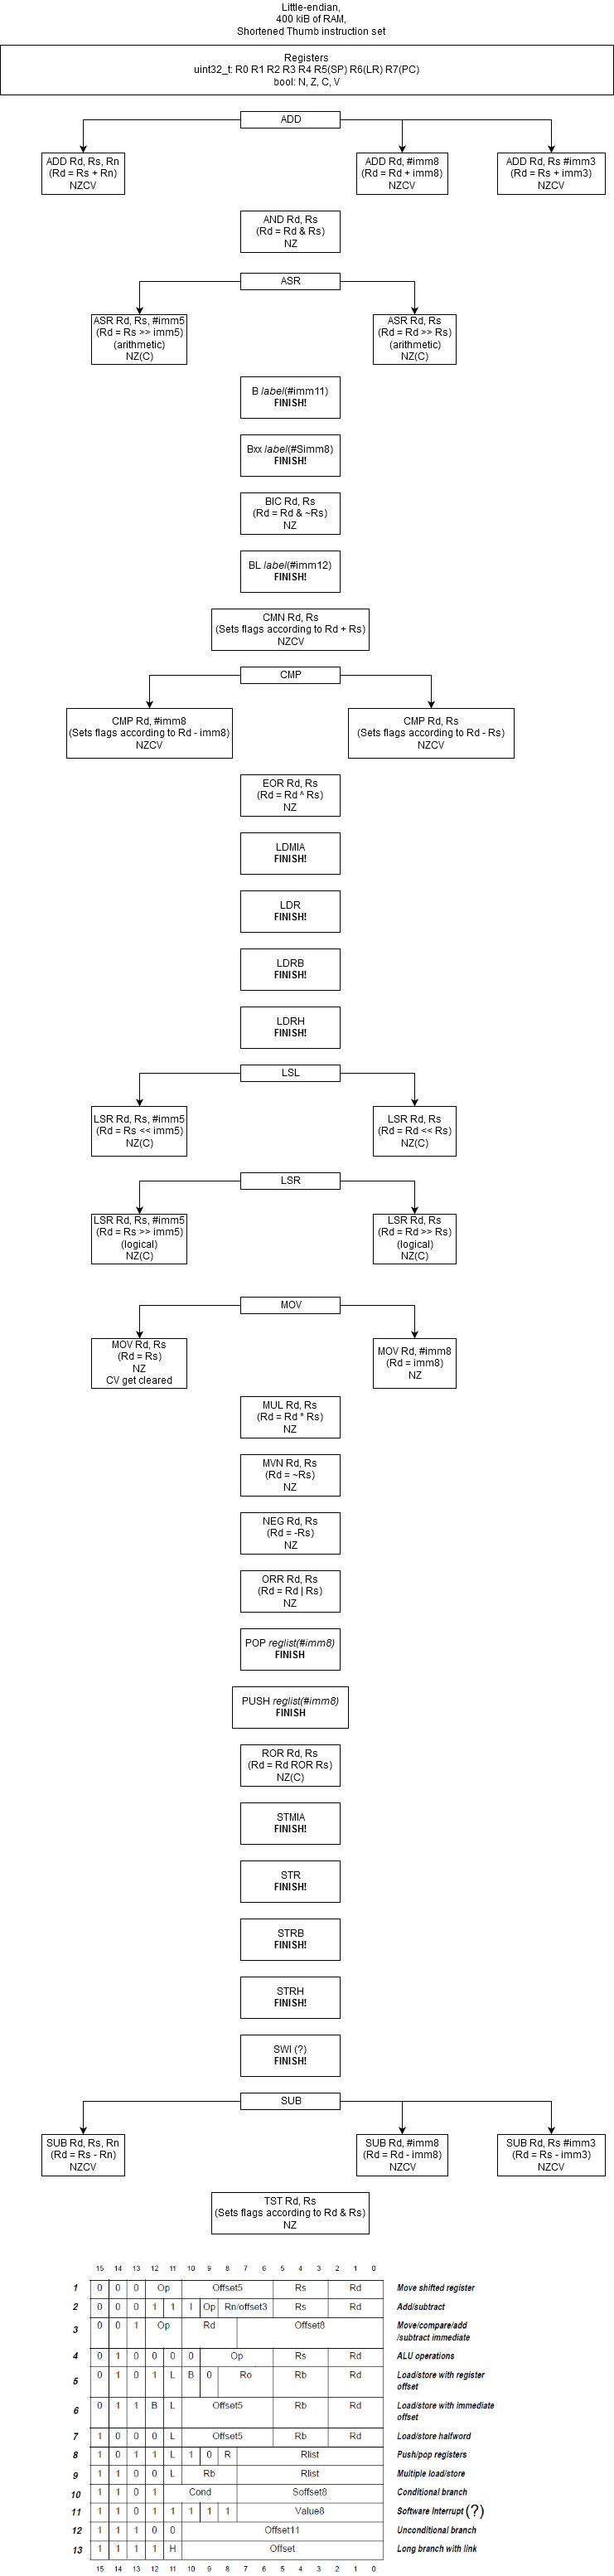 Little-endian,
400 kiB of RAM,
Shortened Thumb instruction set
Registers
uint32_t: R0 R1 R2 R3 R4 R5(SP) R6(LR) R7(PC)
bool: N, Z, C, V
ADD
ADD Rd, Rs, Rn
(Rd = Rs + Rn)
NZCV
ADD Rd, #imm8
(Rd = Rd + imm8)
NZCV
ADD Rd, Rs #imm3
(Rd = Rs + imm3)
NZCV
AND Rd, Rs
(Rd = Rd & Rs)
NZ
ASR
ASR Rd, Rs, #imm5
(Rd = Rs >> imm5)
(arithmetic)
NZ(C)
ASR Rd, Rs
(Rd = Rd >> Rs)
(arithmetic)
NZ(C)
B label(#imm11)
FINISH!
Bxx label(#Simm8)
FINISH!
BIC Rd, Rs
(Rd = Rd & ~Rs)
NZ
BL label(#imm12)
FINISH!
CMN Rd, Rs
(Sets flags according to Rd + Rs)
NZCV
CMP
CMP Rd, #imm8
(Sets flags according to Rd - imm8)
NZCV
CMP Rd, Rs
(Sets flags according to Rd - Rs)
NZCV
EOR Rd, Rs
(Rd = Rd ^ Rs)
NZ
LDMIA
FINISH!
LDR
FINISH!
LDRB
FINISH!
LDRH
FINISH!
LSL
LSR Rd, Rs, #imm5
(Rd = Rs << imm5)
NZ(C)
LSR Rd, Rs
(Rd = Rd << Rs)
NZ(C)
LSR
LSR Rd, Rs, #imm5
(Rd = Rs >> imm5)
(logical)
NZ(C)
LSR Rd, Rs
(Rd = Rd >> Rs)
(logical)
NZ(C)
MOV
MOV Rd, Rs
(Rd = Rs)
NZ
CV get cleared
MOV Rd, #imm8
(Rd = imm8)
NZ
MUL Rd, Rs
(Rd = Rd * Rs)
NZ
MVN Rd, Rs
(Rd = ~Rs)
NZ
NEG Rd, Rs
(Rd = -Rs)
NZ
ORR Rd, Rs
(Rd = Rd | Rs)
NZ
POP reglist(#imm8)
FINISH
PUSH reglist(#imm8)
FINISH
ROR Rd, Rs
(Rd = Rd ROR Rs)
NZ(C)
STMIA
FINISH!
STR
FINISH!
STRB
FINISH!
STRH
FINISH!
SWI (?)
FINISH!
SUB
SUB Rd, Rs, Rn
(Rd = Rs - Rn)
NZCV
SUB Rd, #imm8
(Rd = Rd - imm8)
NZCV
SUB Rd, Rs #imm3
(Rd = Rs - imm3)
NZCV
TST Rd, Rs
(Sets flags according to Rd & Rs)
NZ
15 14 13 12 11 10 9 8 7 6 5 4 3 2 1 0
1 0 0 0 Op Offset5 Rs Rd Move shifted register
2 0 0 0 1 1 I Op Rn/offset3 Rs Rd Add/subtract
3 0 0 1 Op Rd Offset8 Move/compare/add
/subtract immediate
4 0 1 0 0 0 0 Op Rs Rd ALU operations
5 0 1 0 1 L B 0 Ro Rb Rd Load/store with register
offset
6 0 1 1 B L Offset5 Rb Rd Load/store with immediate
offset
7 1 0 0 0 L Offset5 Rb Rd Load/store halfword
8 1 0 1 1 L 1 0 R Rlist Push/pop registers
9 1 1 0 0 L Rb Rlist Multiple load/store
10 1 1 0 1 Cond Soffset8 Conditional branch
11 1 1 0 1 1 1 1 1 Value8 Software Interrupt (?)
12 1 1 1 0 0 Offset11 Unconditional branch
13 1 1 1 1 H Offset Long branch with link
15 14 13 12 11 10 9 8 7 6 5 4 3 2 1 0